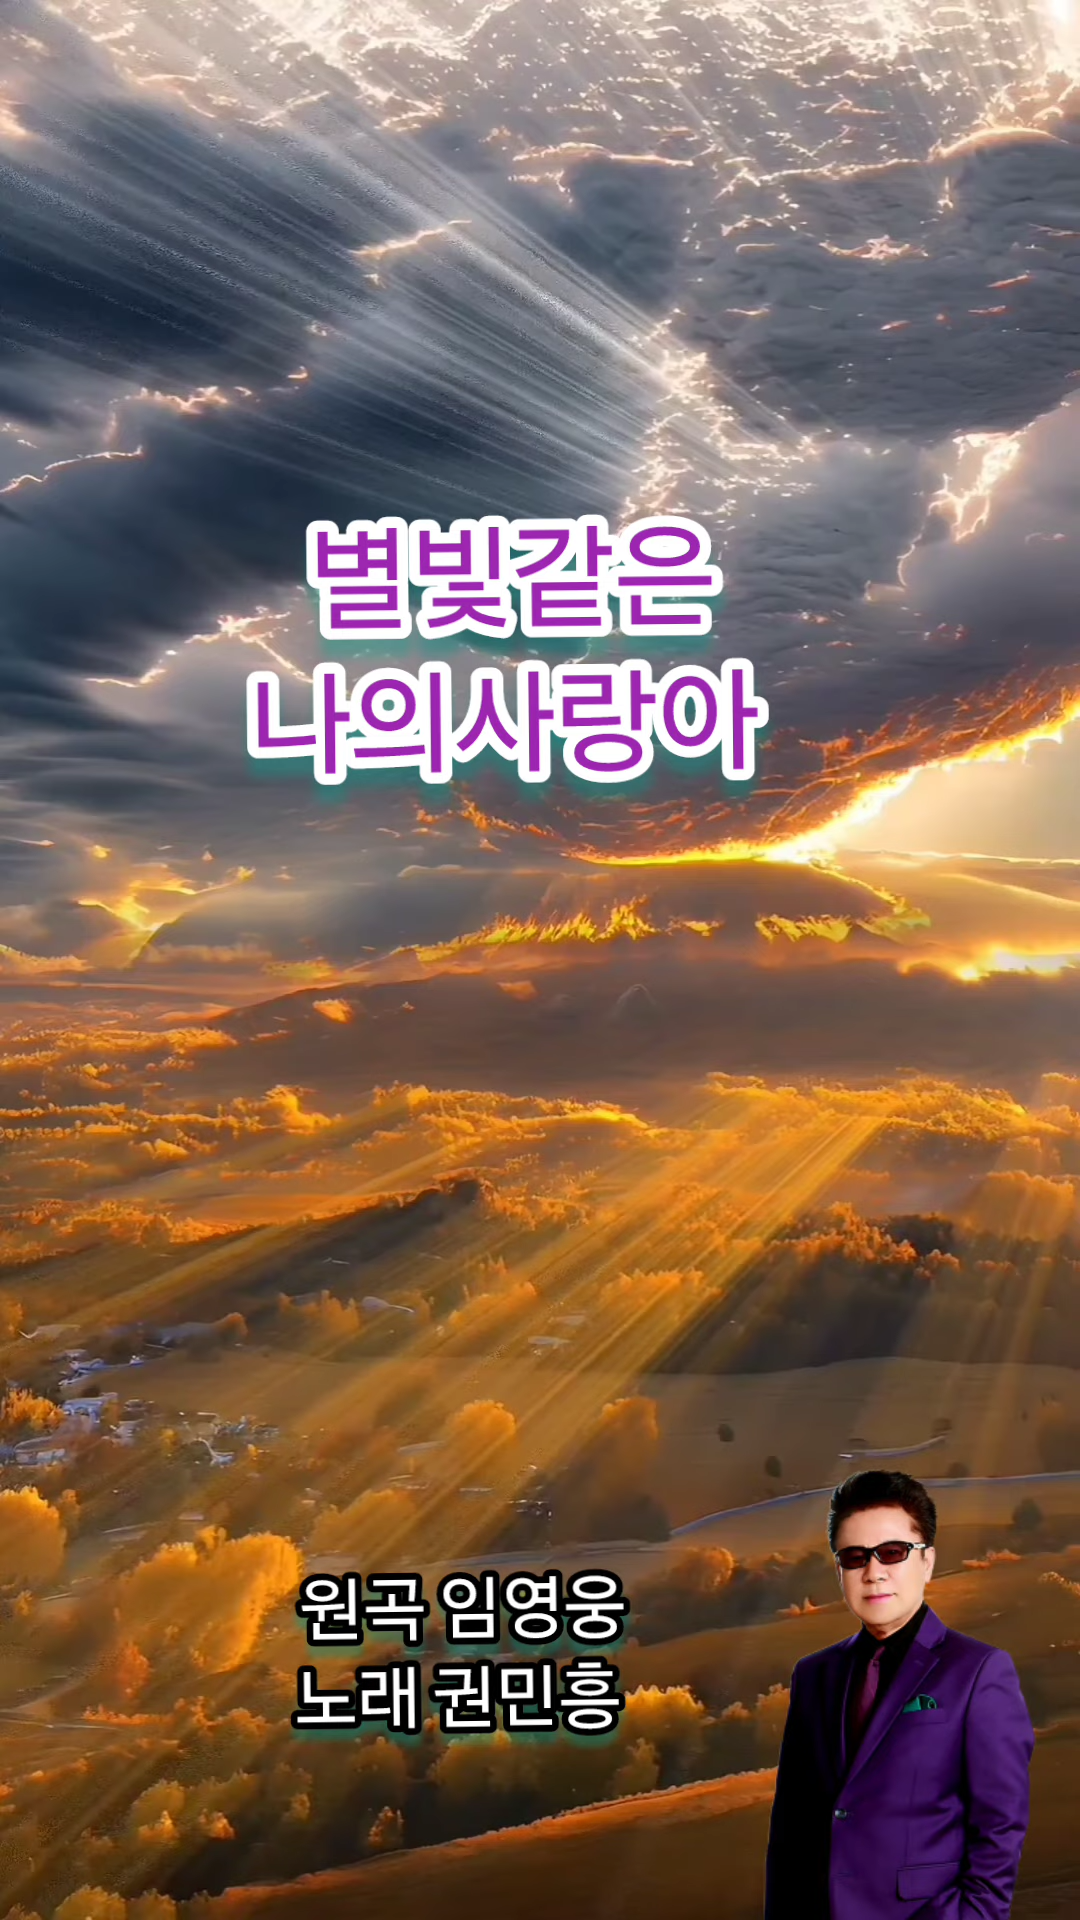 별빛같은
나의사랑아
원곡 임영웅
노래 권민흥